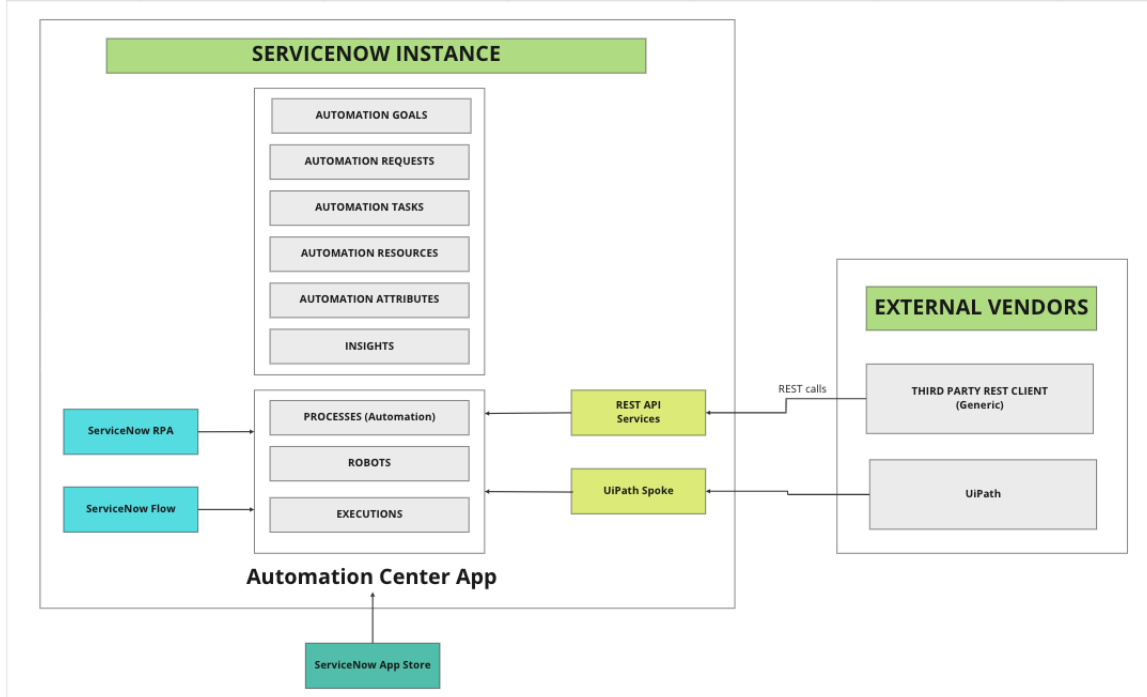 SERVICENOW INSTANCE
AUTOMATION GOALS
AUTOMATION REQUESTS
AUTOMATION TASKS
AUTOMATION RESOURCES
AUTOMATION ATTRIBUTES
INSIGHTS
PROCESSES (Automation)
ROBOTS
EXECUTIONS
ServiceNow RPA
ServiceNow Flow
REST API
Services
UiPath Spoke
REST calls
EXTERNAL VENDORS
THIRD PARTY REST CLIENT
(Generic)
UiPath
Automation Center App
ServiceNow App Store